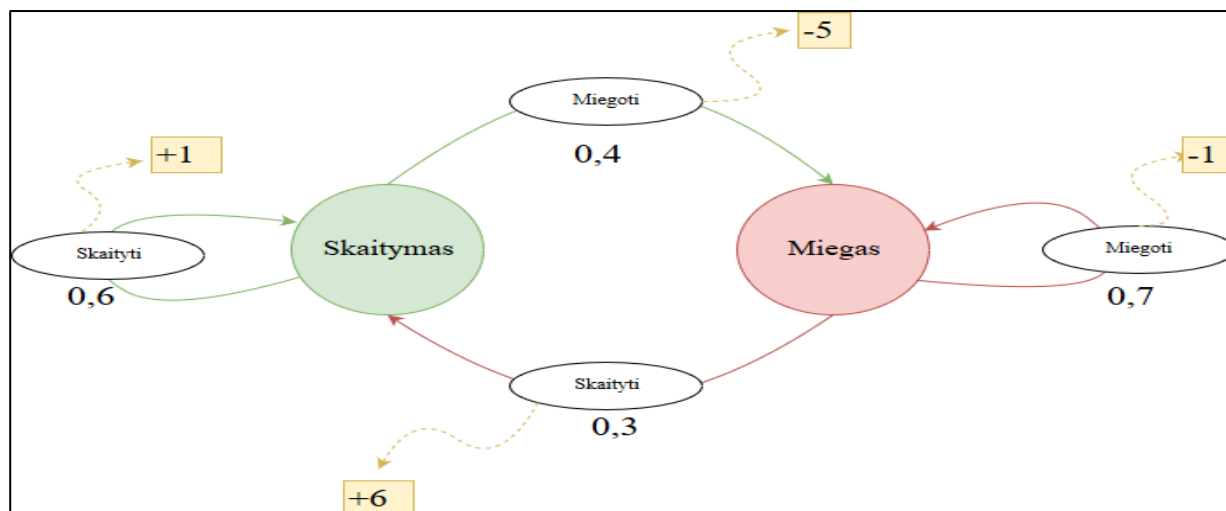 -5
Miegoti
0,4
+1
-1
Skaityti
0,6
Skaitymas
Miegas
Miegoti
0,7
Skaityti
0,3
+6